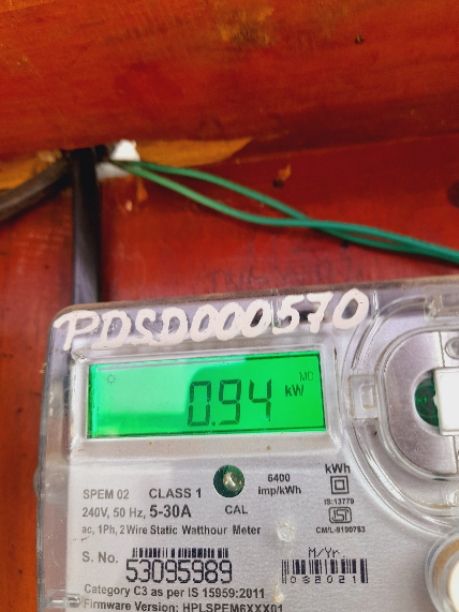 PDSD000570
MD
0.94 kW
6400
imp/kWh
kWh
SPEM 02 CLASS 1
240V, 50 Hz, 5-30A
CAL
IS:13779
ac, 1Ph, 2 Wire Static Watthour Meter
S. No.
53095989
M/Yr.
032021
Category C3 as per IS 15959:2011
Firmware Version: HPLSPEM6XXX01